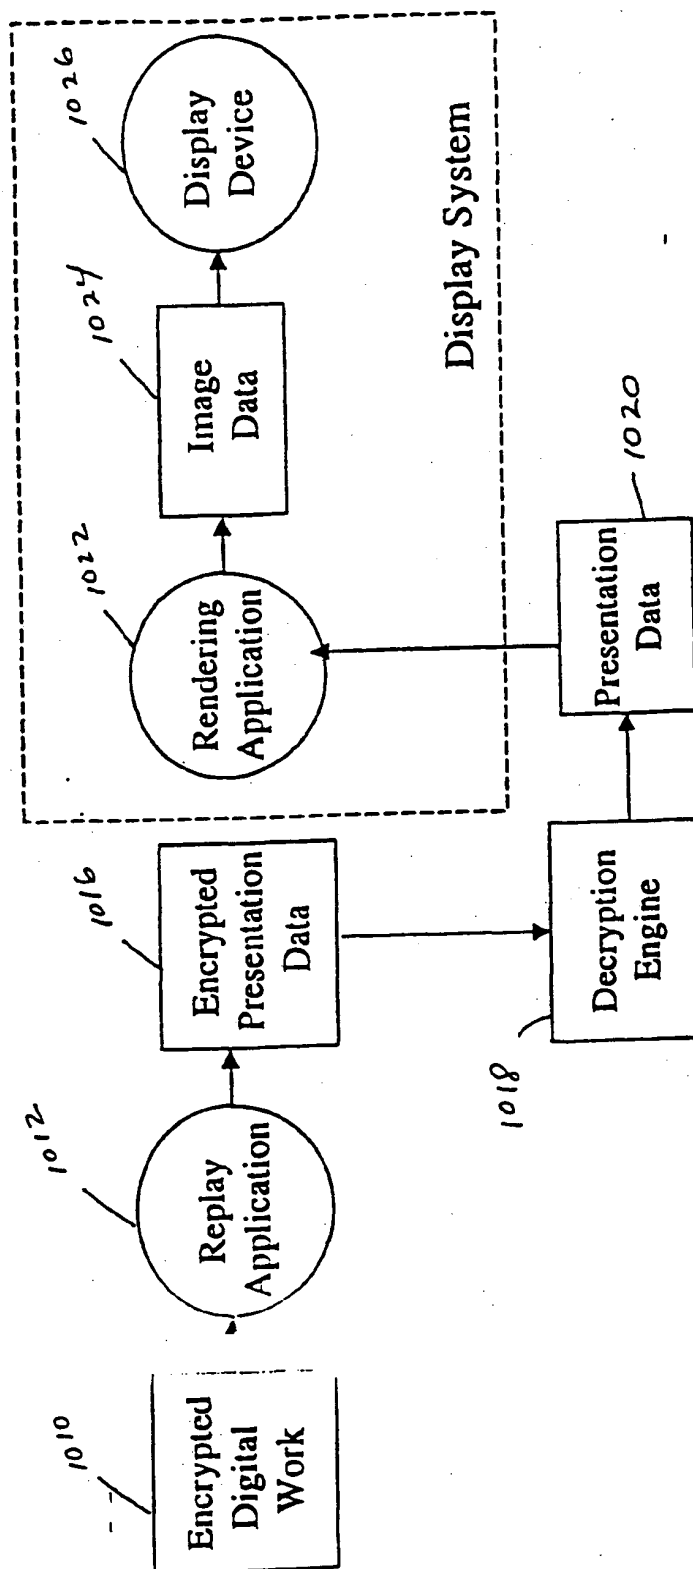 1010
Encrypted
Digital
Work
1012
Replay
Application
1016
Encrypted
Presentation
Data
1018
Decryption
Engine
1020
Presentation
Data
1022
Rendering
Application
1024
Image
Data
1026
Display
Device
Display System